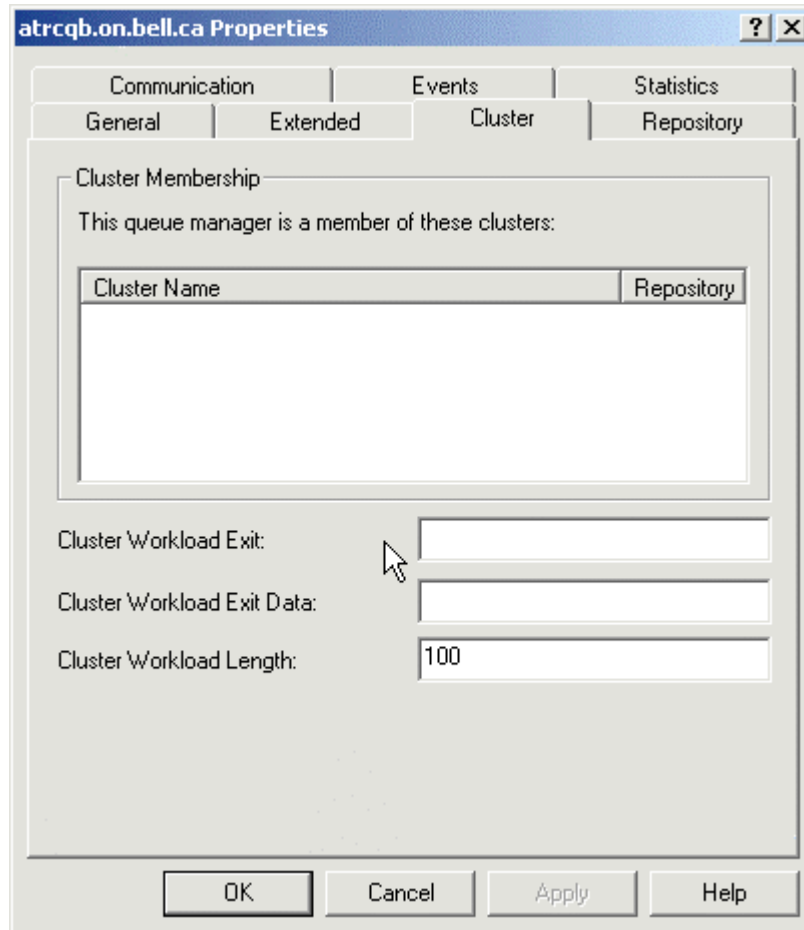 atrcqb.on.bell.ca Properties
Communication Events Statistics
General Extended Cluster Repository
Cluster Membership
This queue manager is a member of these clusters:
Cluster Name Repository
Cluster Workload Exit:
Cluster Workload Exit Data:
Cluster Workload Length: 100
OK Cancel Apply Help